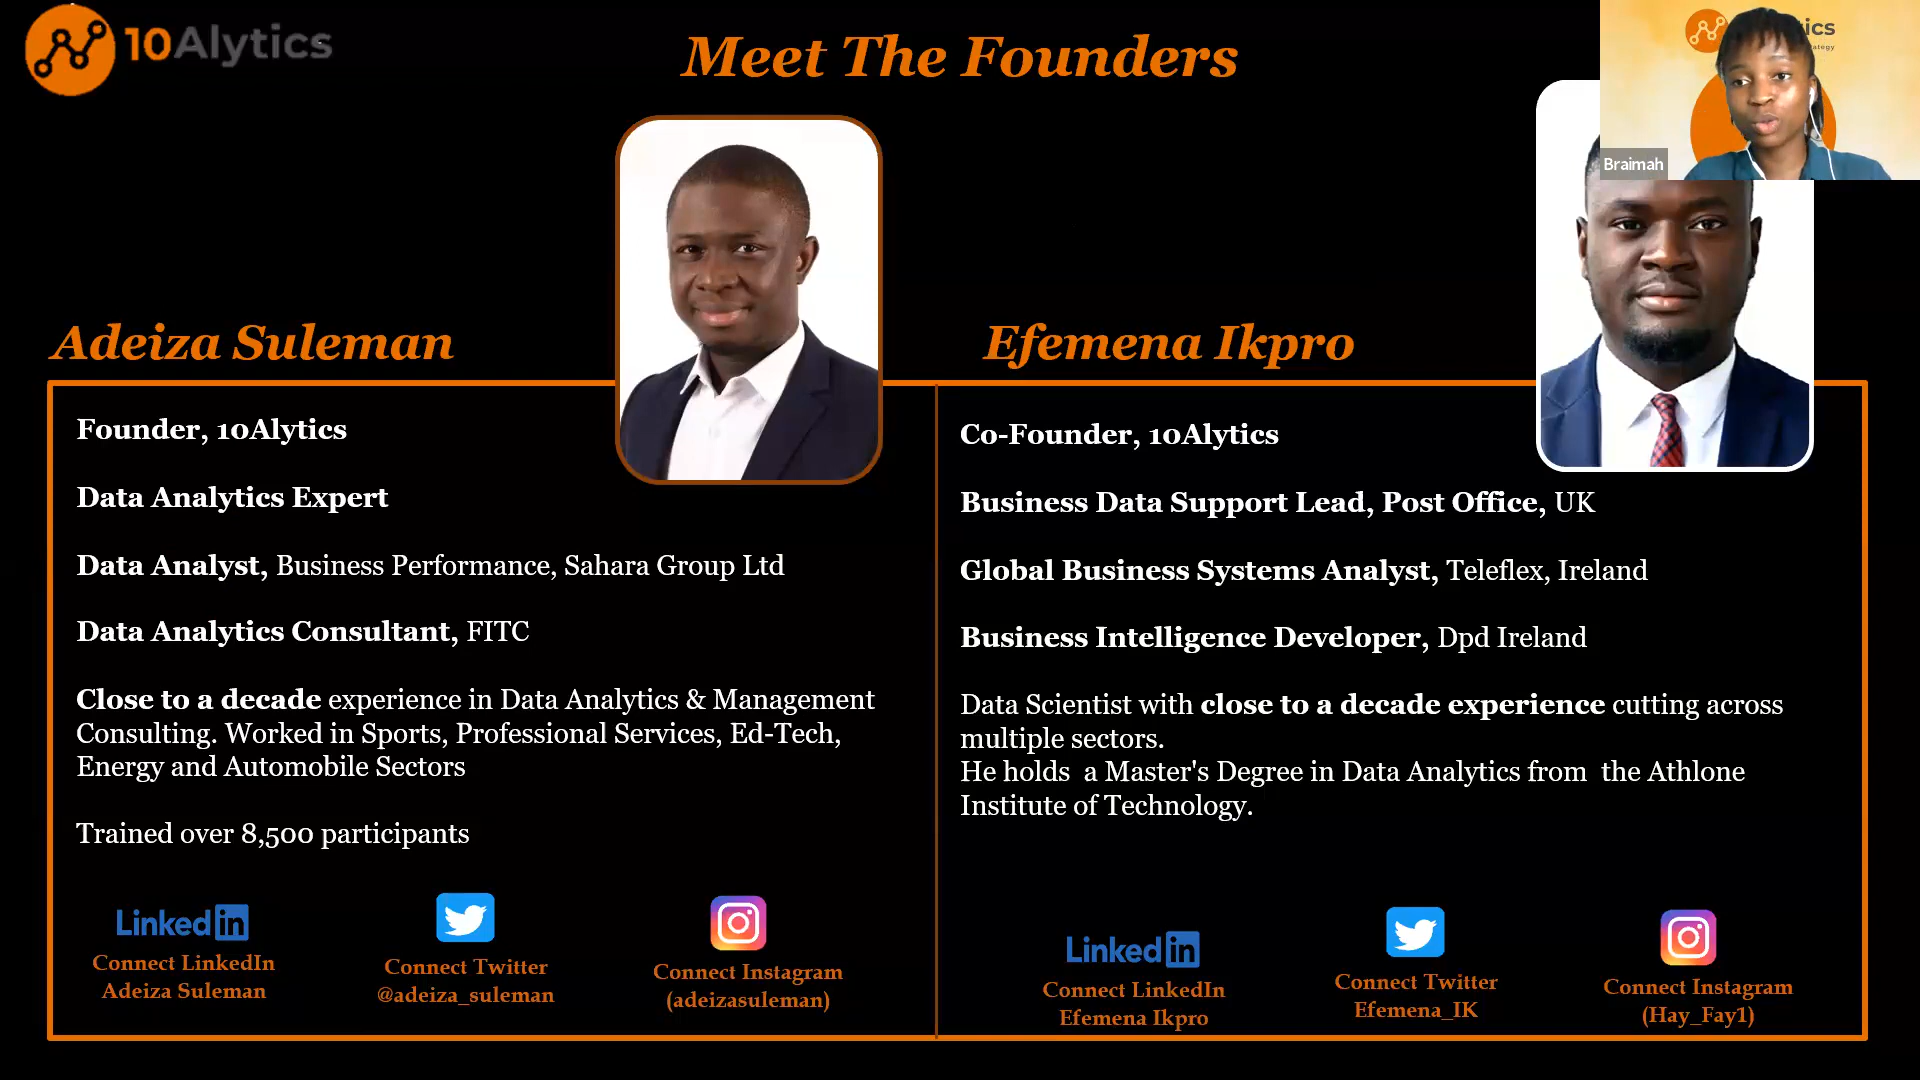 10Alytics
Meet The Founders
ics
ategy
Braimah
Adeiza Suleman
Founder, 10Alytics
Data Analytics Expert
Data Analyst, Business Performance, Sahara Group Ltd
Data Analytics Consultant, FITC
Close to a decade experience in Data Analytics & Management
Consulting. Worked in Sports, Professional Services, Ed-Tech,
Energy and Automobile Sectors
Trained over 8,500 participants
Linked in
Connect LinkedIn
Adeiza Suleman
Connect Twitter
@adeiza_suleman
Connect Instagram
(adeizasuleman)
Efemena Ikpro
Co-Founder, 10Alytics
Business Data Support Lead, Post Office, UK
Global Business Systems Analyst, Teleflex, Ireland
Business Intelligence Developer, Dpd Ireland
Data Scientist with close to a decade experience cutting across
multiple sectors.
He holds  a Master's Degree in Data Analytics from  the Athlone
Institute of Technology.
Linked in
Connect LinkedIn
Efemena Ikpro
Connect Twitter
Efemena_IK
Connect Instagram
(Hay_Fay1)